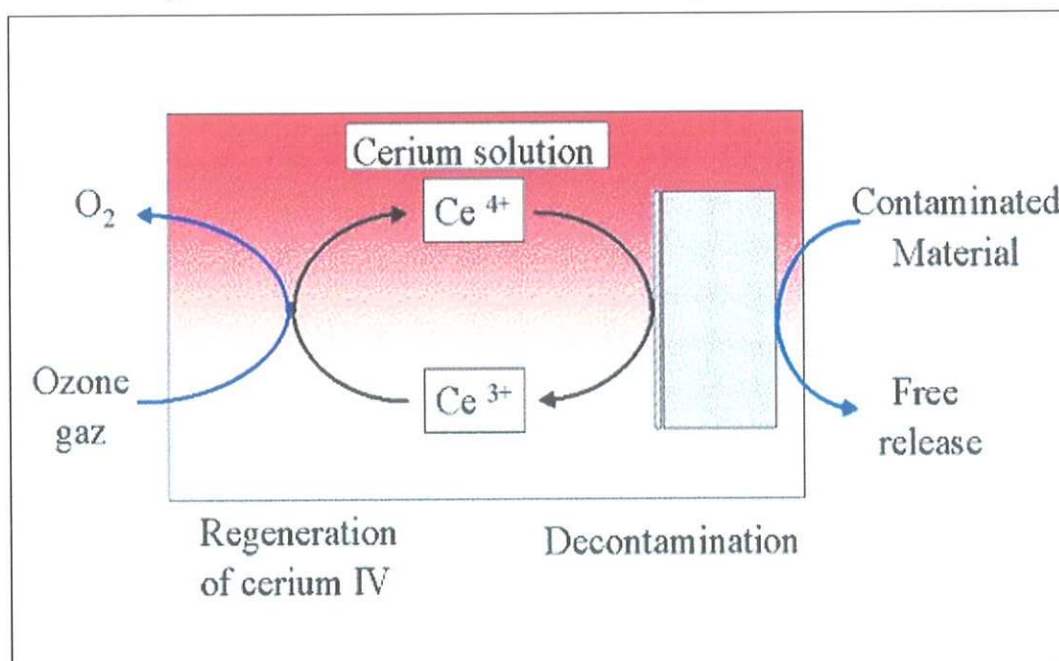 Cerium solution
O₂
Ce ⁴⁺
Contaminated
Material
Ozone
gaz
Ce ³⁺
Free
release
Regeneration
of cerium IV
Decontamination